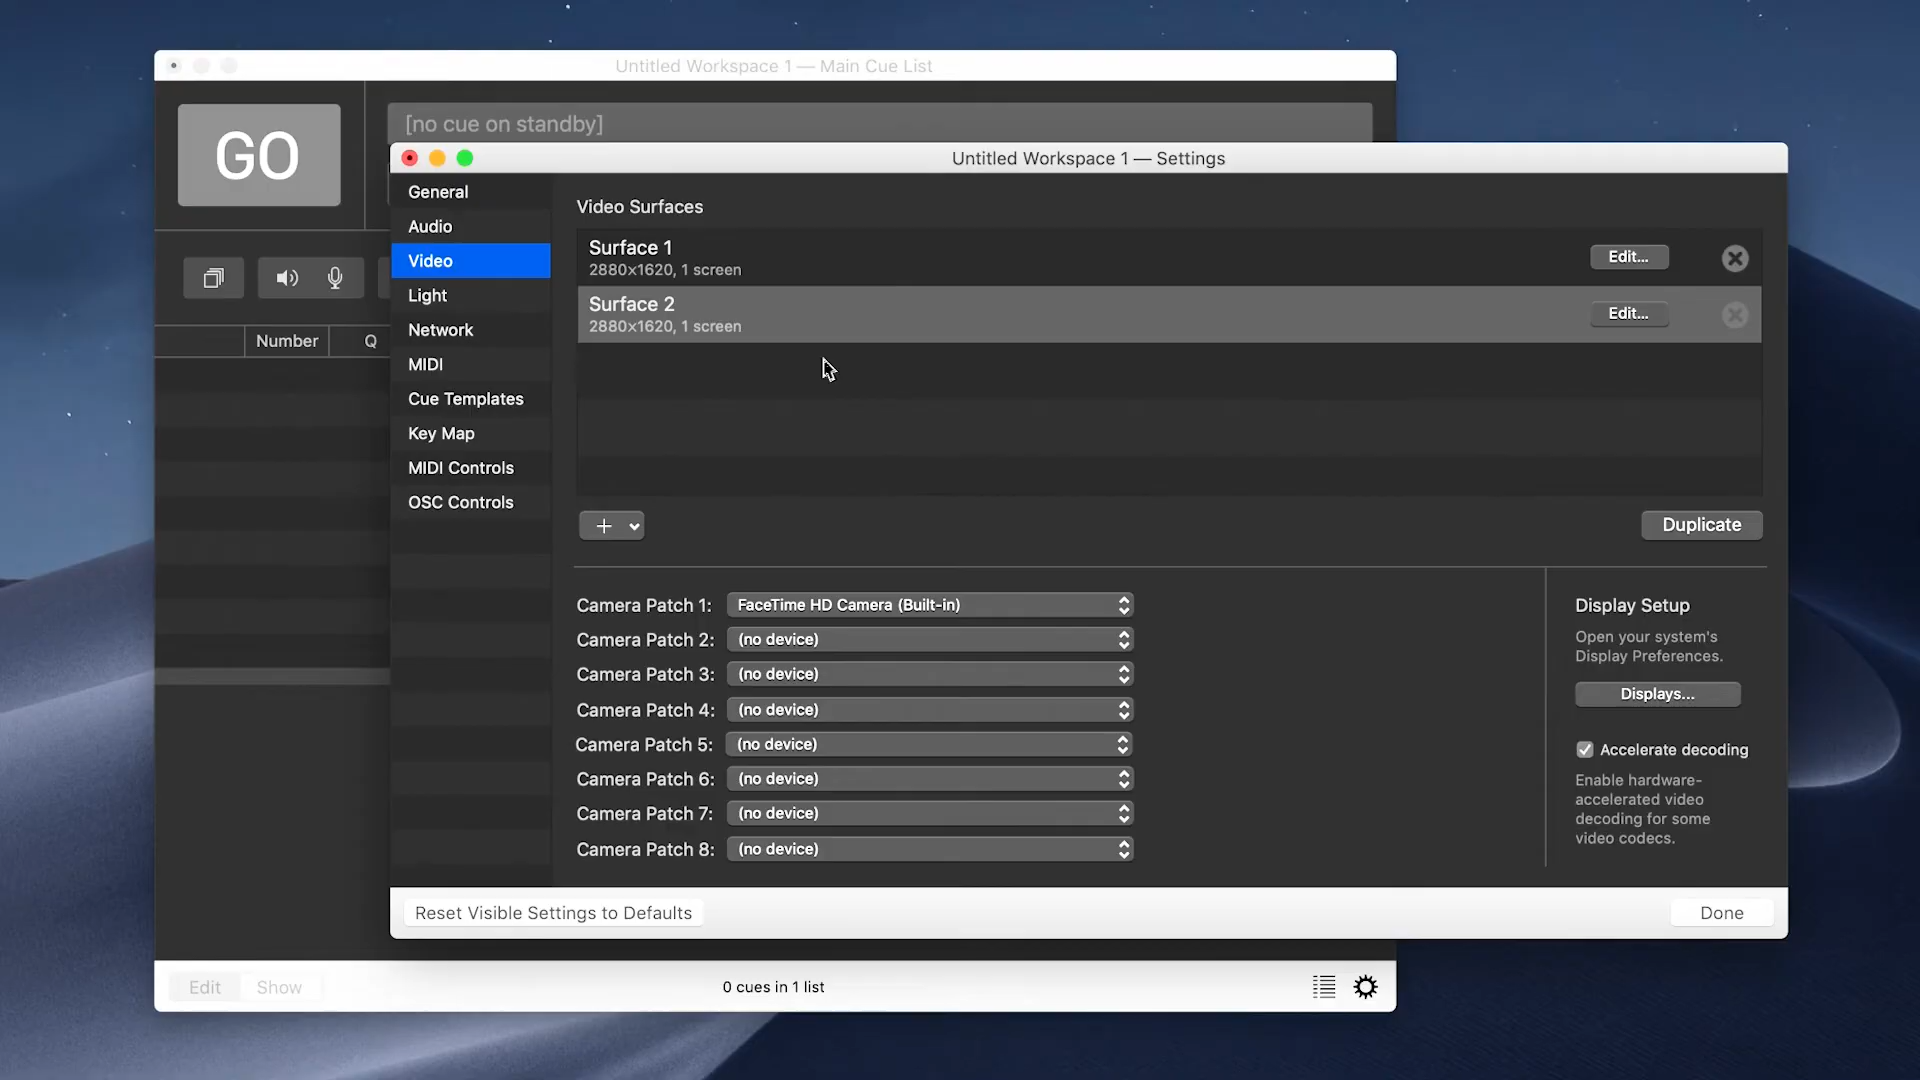 Untitled Workspace 1 — Main Cue List
GO
[no cue on standby]
Untitled Workspace 1 — Settings
General
Audio
Video
Light
Network
MIDI
Cue Templates
Key Map
MIDI Controls
OSC Controls
Number
Q
Video Surfaces
Surface 1
2880x1620, 1 screen
Edit...
Surface 2
2880x1620, 1 screen
Edit...
Duplicate
Camera Patch 1: FaceTime HD Camera (Built-in)
Camera Patch 2: (no device)
Camera Patch 3: (no device)
Camera Patch 4: (no device)
Camera Patch 5: (no device)
Camera Patch 6: (no device)
Camera Patch 7: (no device)
Camera Patch 8: (no device)
Display Setup
Open your system's
Display Preferences.
Displays...
Accelerate decoding
Enable hardware-
accelerated video
decoding for some
video codecs.
Reset Visible Settings to Defaults
Done
Edit
Show
0 cues in 1 list